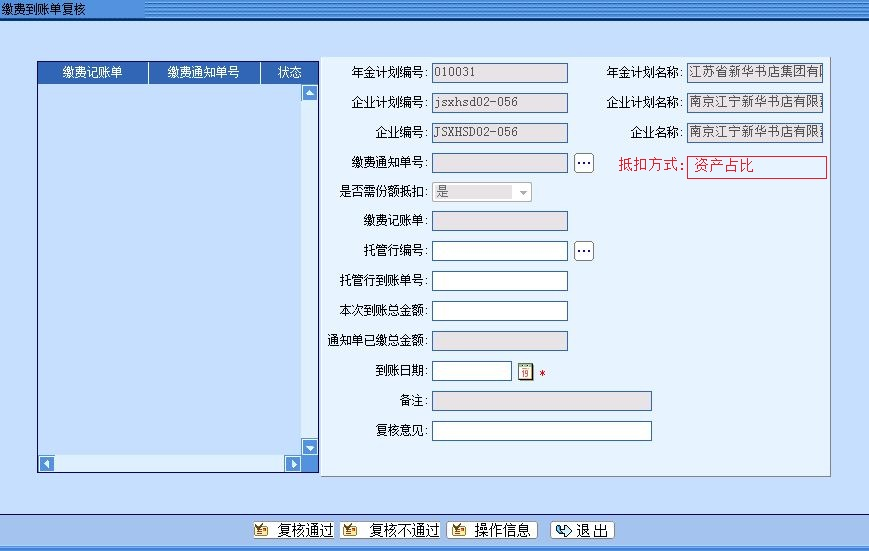 缴费到账单复核
缴费记账单 缴费通知单号 状态
年金计划编号: 010031 年金计划名称: 江苏省新华书店集团有
企业计划编号: jsxhsd02-056 企业计划名称: 南京江宁新华书店有限
企业编号: JSXHSD02-056 企业名称: 南京江宁新华书店有限
缴费通知单号: ... 抵扣方式: 资产占比
是否需份额抵扣: 是
缴费记账单:
托管行编号: ...
托管行到账单号:
本次到账总金额:
通知单已缴总金额:
到账日期: 19 *
备注:
复核意见:
复核通过 复核不通过 操作信息 退出